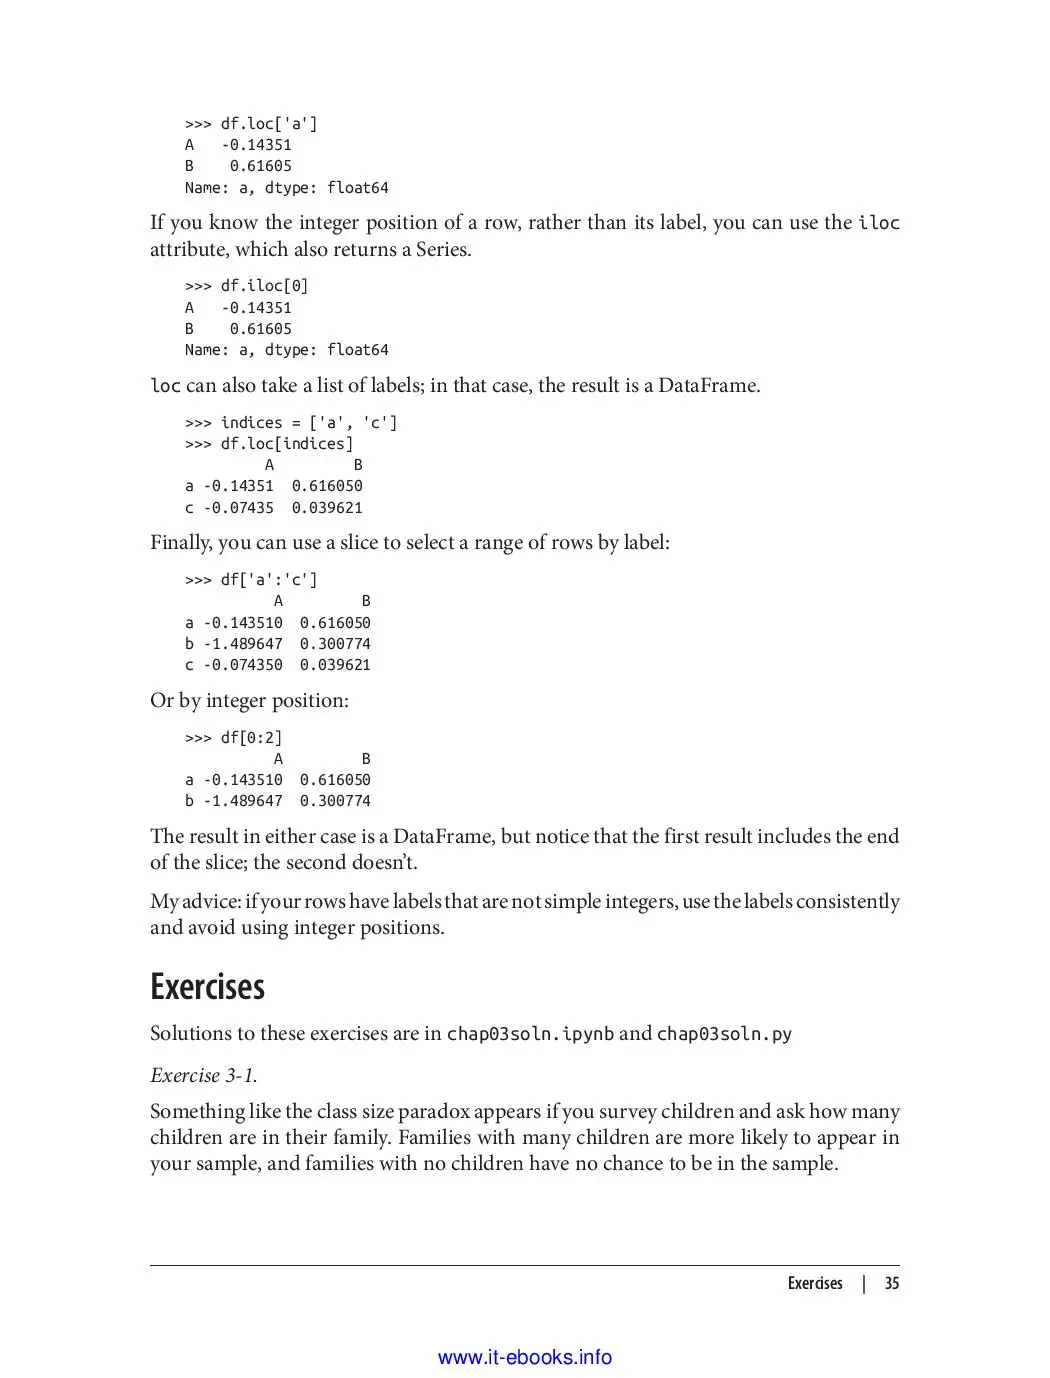 >>> df.loc['a']
A   -0.14351
B    0.61605
Name: a, dtype: float64
If you know the integer position of a row, rather than its label, you can use the iloc
attribute, which also returns a Series.
>>> df.iloc[0]
A   -0.14351
B    0.61605
Name: a, dtype: float64
loc can also take a list of labels; in that case, the result is a DataFrame.
>>> indices = ['a', 'c']
>>> df.loc[indices]
         A         B
a -0.14351  0.616050
c -0.07435  0.039621
Finally, you can use a slice to select a range of rows by label:
>>> df['a':'c']
          A         B
a -0.143510  0.616050
b -1.489647  0.300774
c -0.074350  0.039621
Or by integer position:
>>> df[0:2]
          A         B
a -0.143510  0.616050
b -1.489647  0.300774
The result in either case is a DataFrame, but notice that the first result includes the end
of the slice; the second doesn’t.
My advice: if your rows have labels that are not simple integers, use the labels consistently
and avoid using integer positions.
Exercises
Solutions to these exercises are in chap03soln.ipynb and chap03soln.py
Exercise 3-1.
Something like the class size paradox appears if you survey children and ask how many
children are in their family. Families with many children are more likely to appear in
your sample, and families with no children have no chance to be in the sample.
Exercises | 35
www.it-ebooks.info